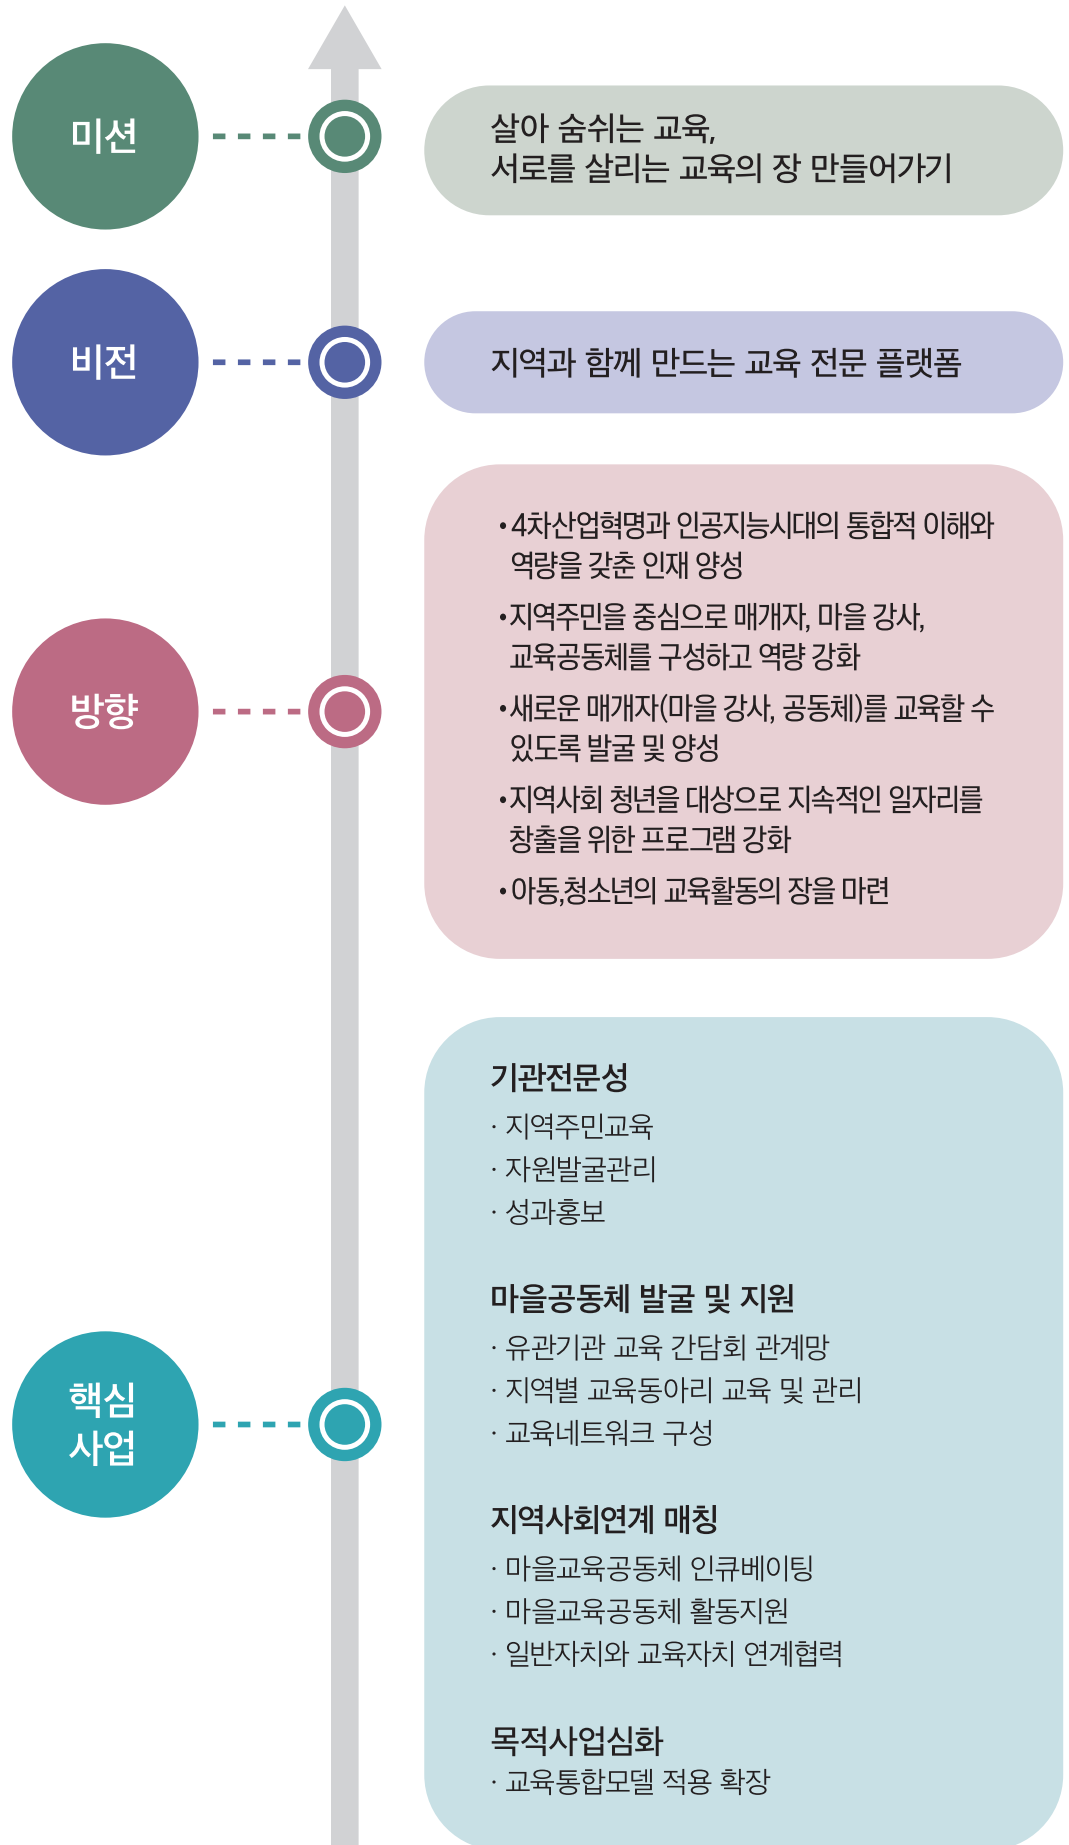 미션
살아 숨쉬는 교육,
서로를 살리는 교육의 장 만들어가기
비전
지역과 함께 만드는 교육 전문 플랫폼
방향
• 4차산업혁명과 인공지능시대의 통합적 이해와
역량을 갖춘 인재 양성
• 지역주민을 중심으로 매개자, 마을 강사,
교육공동체를 구성하고 역량 강화
• 새로운 매개자(마을 강사, 공동체)를 교육할 수
있도록 발굴 및 양성
• 지역사회 청년을 대상으로 지속적인 일자리를
창출을 위한 프로그램 강화
• 아동,청소년의 교육활동의 장을 마련
핵심
사업
기관전문성
· 지역주민교육
· 자원발굴관리
· 성과홍보
마을공동체 발굴 및 지원
· 유관기관 교육 간담회 관계망
· 지역별 교육동아리 교육 및 관리
· 교육네트워크 구성
지역사회연계 매칭
· 마을교육공동체 인큐베이팅
· 마을교육공동체 활동지원
· 일반자치와 교육자치 연계협력
목적사업심화
· 교육통합모델 적용 확장